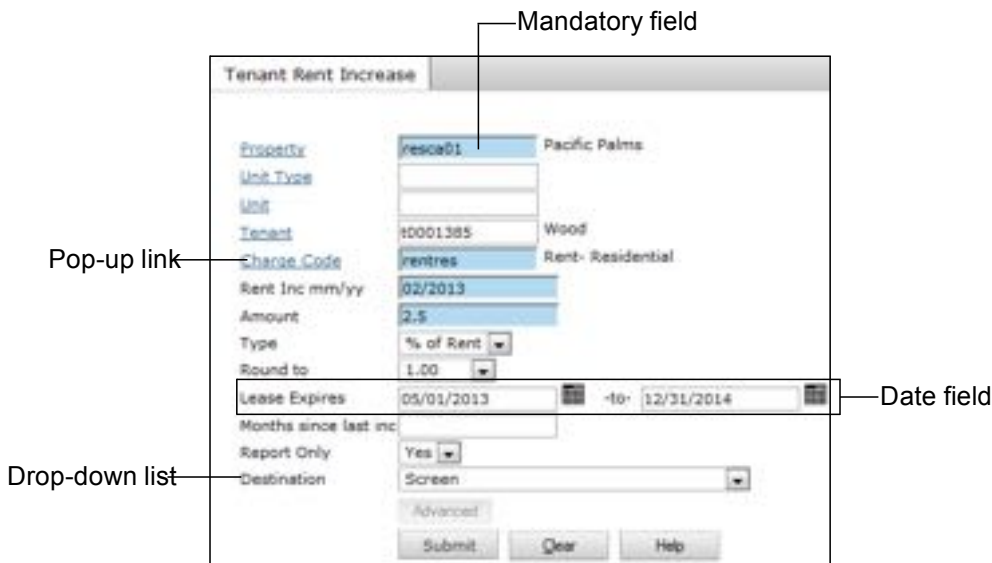 Mandatory field
Tenant Rent Increase
Property resca01 Pacific Palms
Unit Type
Unit
Tenant t0001385 Wood
Pop-up link Charge Code rentres Rent- Residential
Rent Inc mm/yy 02/2013
Amount 2.5
Type % of Rent
Round to 1.00
Lease Expires 05/01/2013 -to- 12/31/2014 Date field
Months since last inc
Report Only Yes
Drop-down list Destination Screen
Advanced
Submit Clear Help